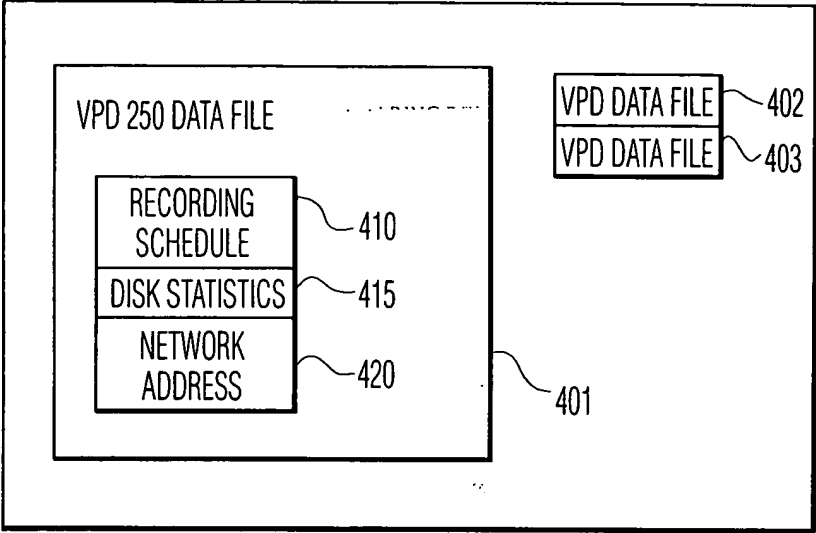 VPD 250 DATA FILE
RECORDING
SCHEDULE
410
DISK STATISTICS
415
NETWORK
ADDRESS
420
401
VPD DATA FILE
402
VPD DATA FILE
403